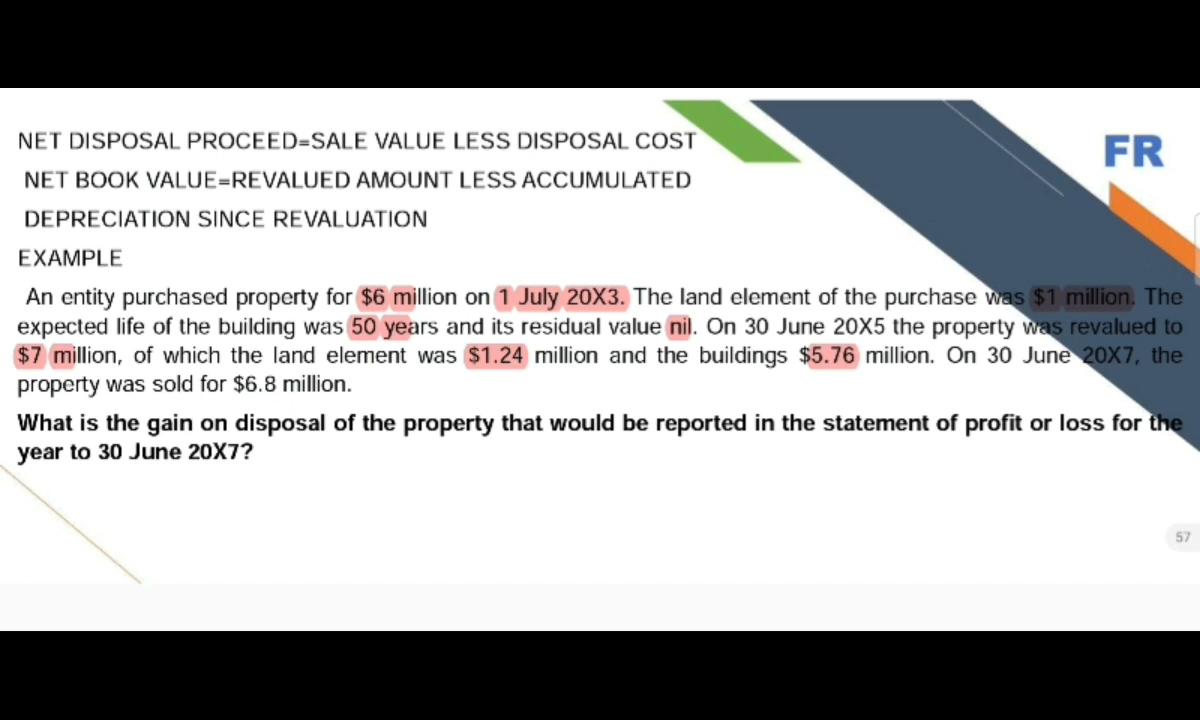 NET DISPOSAL PROCEED=SALE VALUE LESS DISPOSAL COST
FR
NET BOOK VALUE=REVALUED AMOUNT LESS ACCUMULATED
DEPRECIATION SINCE REVALUATION
EXAMPLE
An entity purchased property for $6 million on 1 July 20X3. The land element of the purchase was $1 million. The
expected life of the building was 50 years and its residual value nil. On 30 June 20X5 the property was revalued to
$7 million, of which the land element was $1.24 million and the buildings $5.76 million. On 30 June 20X7, the
property was sold for $6.8 million.
What is the gain on disposal of the property that would be reported in the statement of profit or loss for the
year to 30 June 20X7?
57